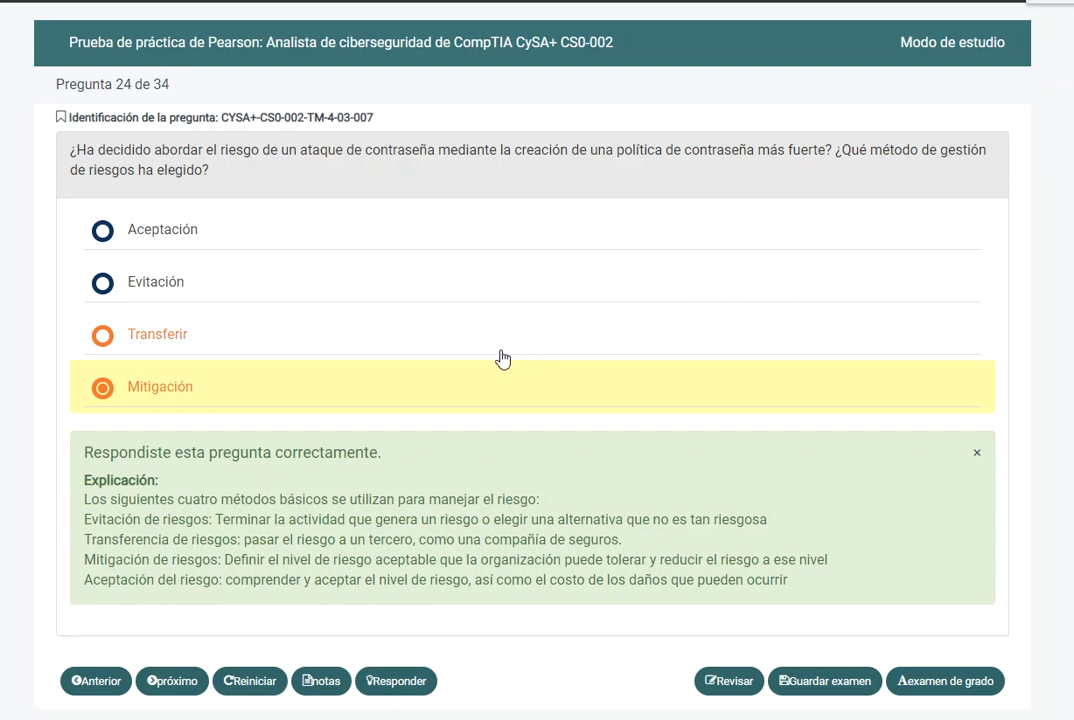 Prueba de práctica de Pearson: Analista de ciberseguridad de CompTIA CySA+ CS0-002
Modo de estudio
Pregunta 24 de 34
Identificación de la pregunta: CYSA+-CS0-002-TM-4-03-007
¿Ha decidido abordar el riesgo de un ataque de contraseña mediante la creación de una política de contraseña más fuerte? ¿Qué método de gestión
de riesgos ha elegido?
Aceptación
Evitación
Transferir
Mitigación
Respondiste esta pregunta correctamente.
×
Explicación:
Los siguientes cuatro métodos básicos se utilizan para manejar el riesgo:
Evitación de riesgos: Terminar la actividad que genera un riesgo o elegir una alternativa que no es tan riesgosa
Transferencia de riesgos: pasar el riesgo a un tercero, como una compañía de seguros.
Mitigación de riesgos: Definir el nivel de riesgo aceptable que la organización puede tolerar y reducir el riesgo a ese nivel
Aceptación del riesgo: comprender y aceptar el nivel de riesgo, así como el costo de los daños que pueden ocurrir
Anterior
próximo
Reiniciar
notas
Responder
Revisar
Guardar examen
examen de grado